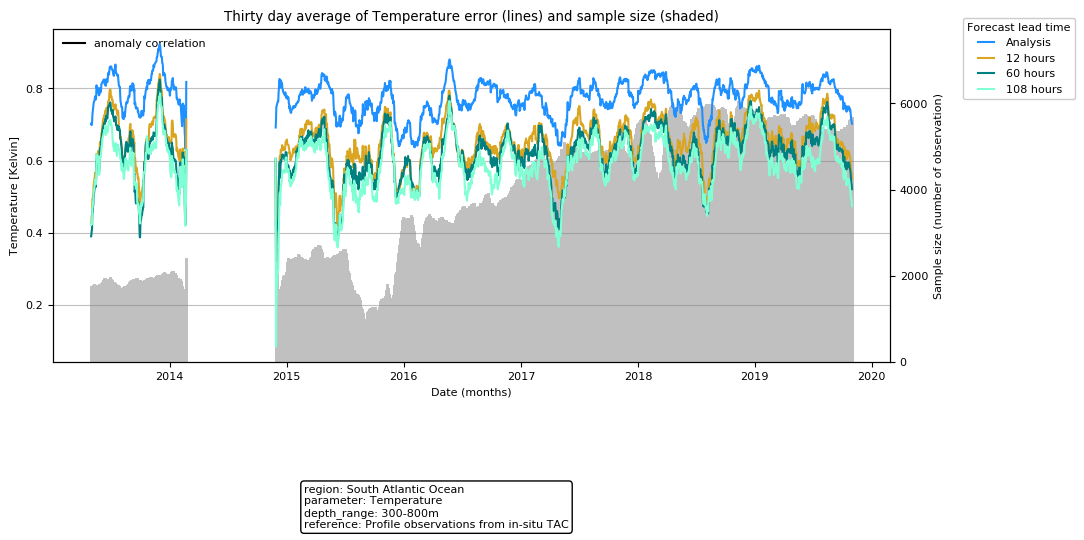 Thirty day average of Temperature error (lines) and sample size (shaded)
anomaly correlation
Forecast lead time
Analysis
12 hours
60 hours
108 hours
Temperature [Kelvin]
0.8
0.6
0.4
0.2
6000
4000
2000
0
Sample size (number of observation)
2014 2015 2016 2017 2018 2019 2020
Date (months)
region: South Atlantic Ocean
parameter: Temperature
depth_range: 300-800m
reference: Profile observations from in-situ TAC